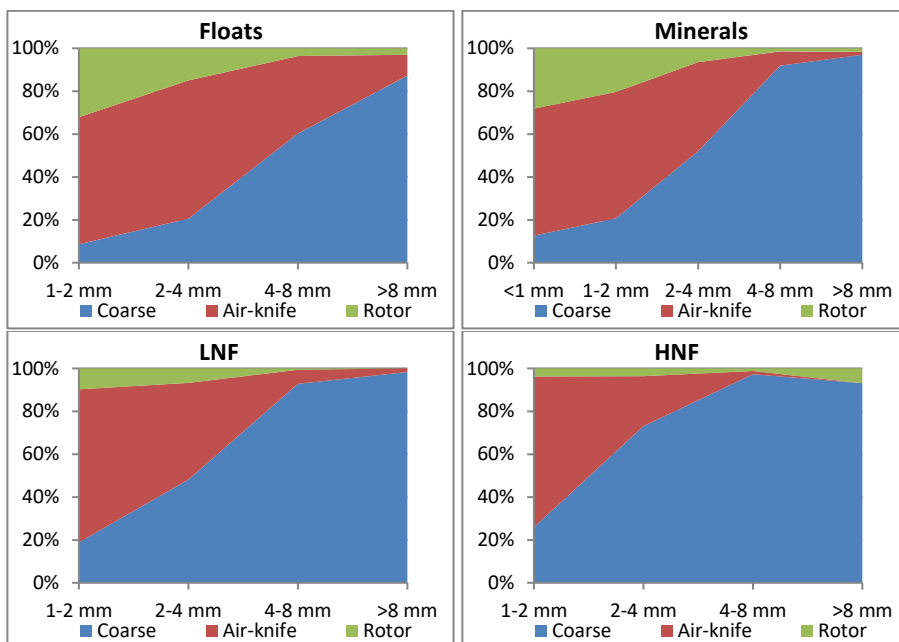 Floats
100%
80%
60%
40%
20%
0%
1-2 mm 2-4 mm 4-8 mm >8 mm
Coarse Air-knife Rotor
Minerals
100%
80%
60%
40%
20%
0%
<1 mm 1-2 mm 2-4 mm 4-8 mm >8 mm
Coarse Air-knife Rotor
LNF
100%
80%
60%
40%
20%
0%
1-2 mm 2-4 mm 4-8 mm >8 mm
Coarse Air-knife Rotor
HNF
100%
80%
60%
40%
20%
0%
1-2 mm 2-4 mm 4-8 mm >8 mm
Coarse Air-knife Rotor